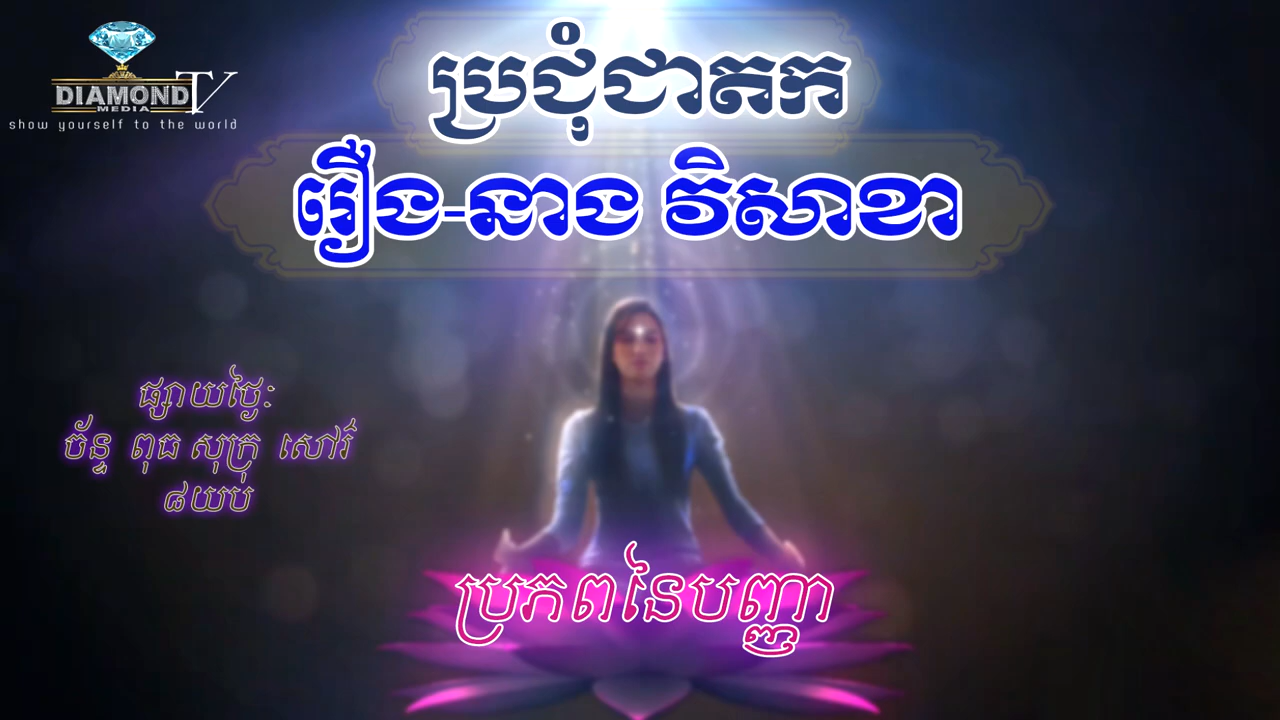 DIAMOND TV
MEDIA
show yourself to the world
ប្រជុំជាតក
រឿង-នាង វិសាខា
ផ្សាយថ្ងៃៈ
ច័ន្ទ ពុធ សុក្រ សៅរ៍
៨យប់
ប្រភពនៃបញ្ញា